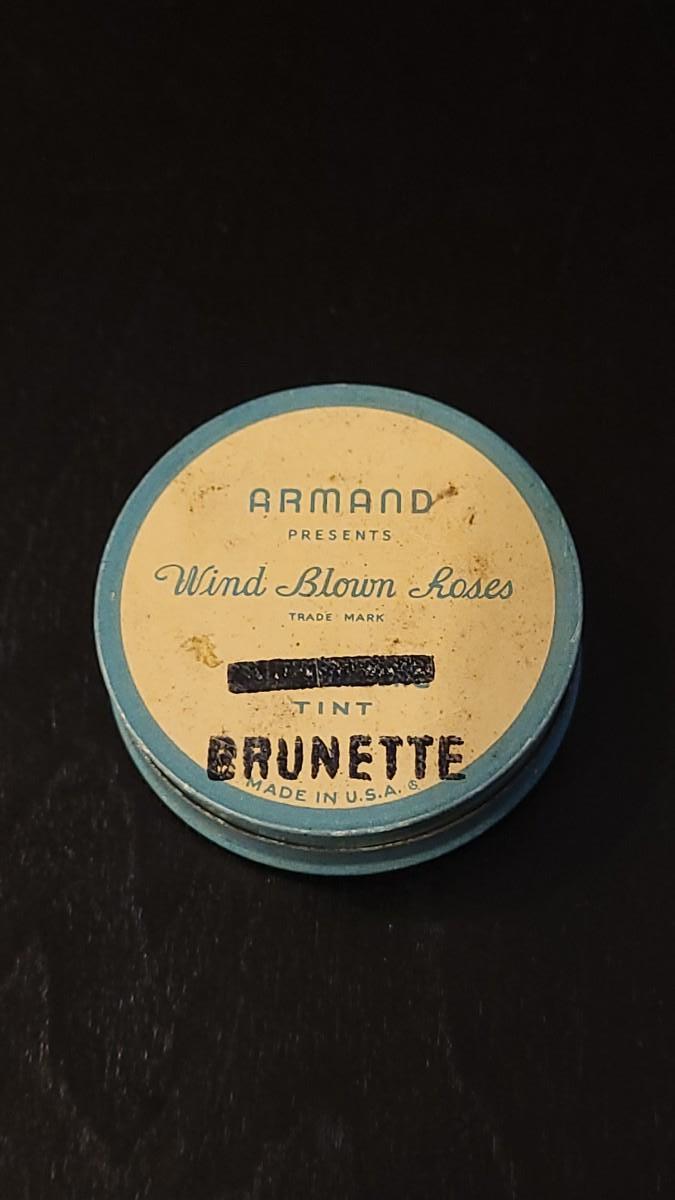 ARMAND
PRESENTS
Wind Blown Roses
TRADE MARK
TINT
BRUNETTE
MADE IN U.S.A.